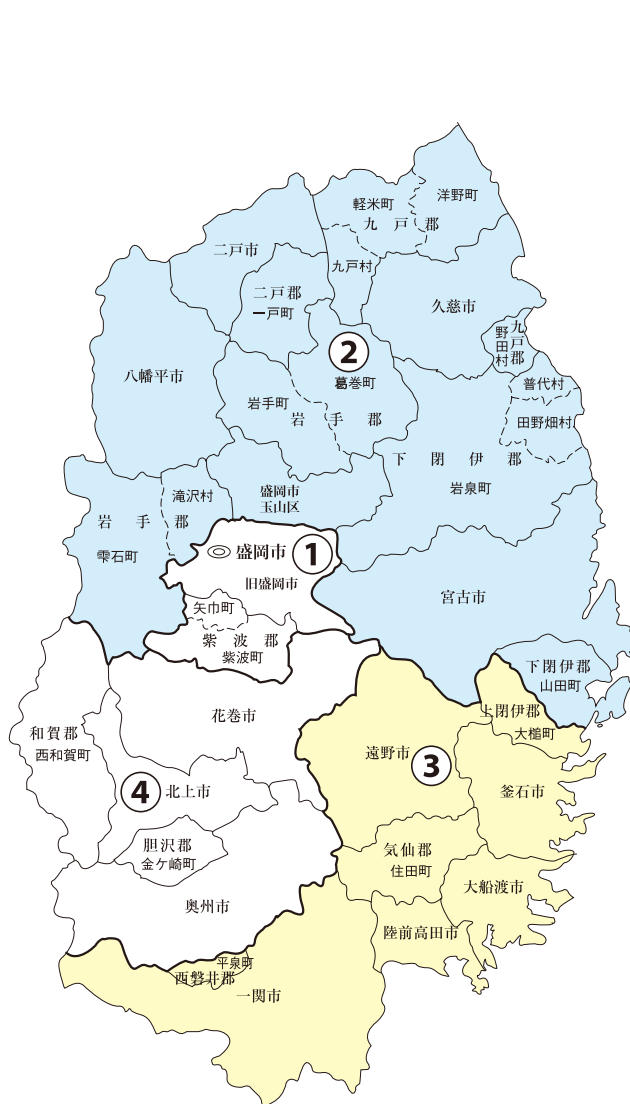 洋野町
軽米町
九戸郡
二戸市
九戸村
二戸郡
一戸町
久慈市
九戸郡
野田村
②
八幡平市
葛巻町
普代村
岩手町
岩手郡
田野畑村
下閉伊郡
岩泉町
盛岡市
玉山区
滝沢村
岩手郡
雫石町
盛岡市
①
旧盛岡市
宮古市
矢巾町
紫波郡
紫波町
下閉伊郡
山田町
上閉伊郡
大槌町
花巻市
和賀郡
西和賀町
遠野市
③
釜石市
④
北上市
胆沢郡
金ケ崎町
気仙郡
住田町
大船渡市
奥州市
陸前高田市
平泉町
西磐井郡
一関市